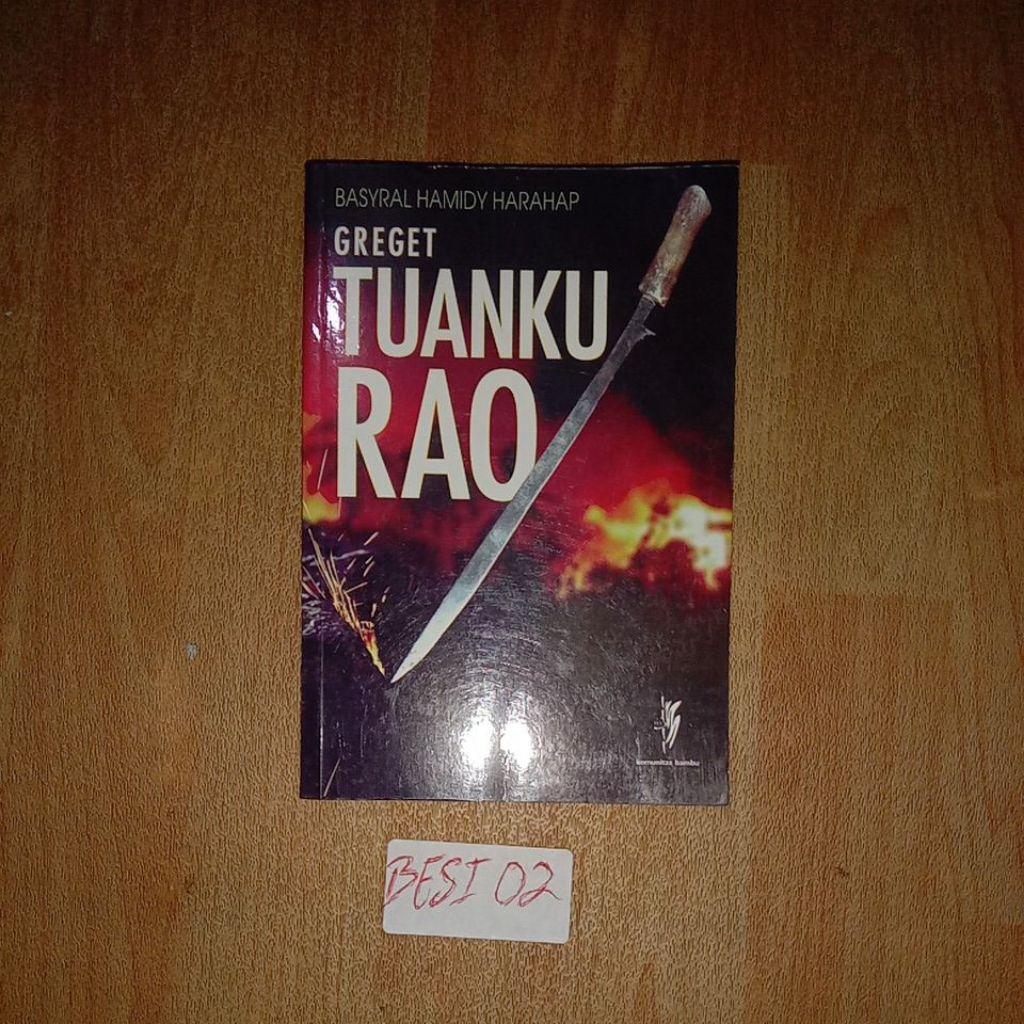 BASYRAL HAMIDY HARAHAP
GREGET
TUANKU
RAO
komunitas bambu
BESI 02